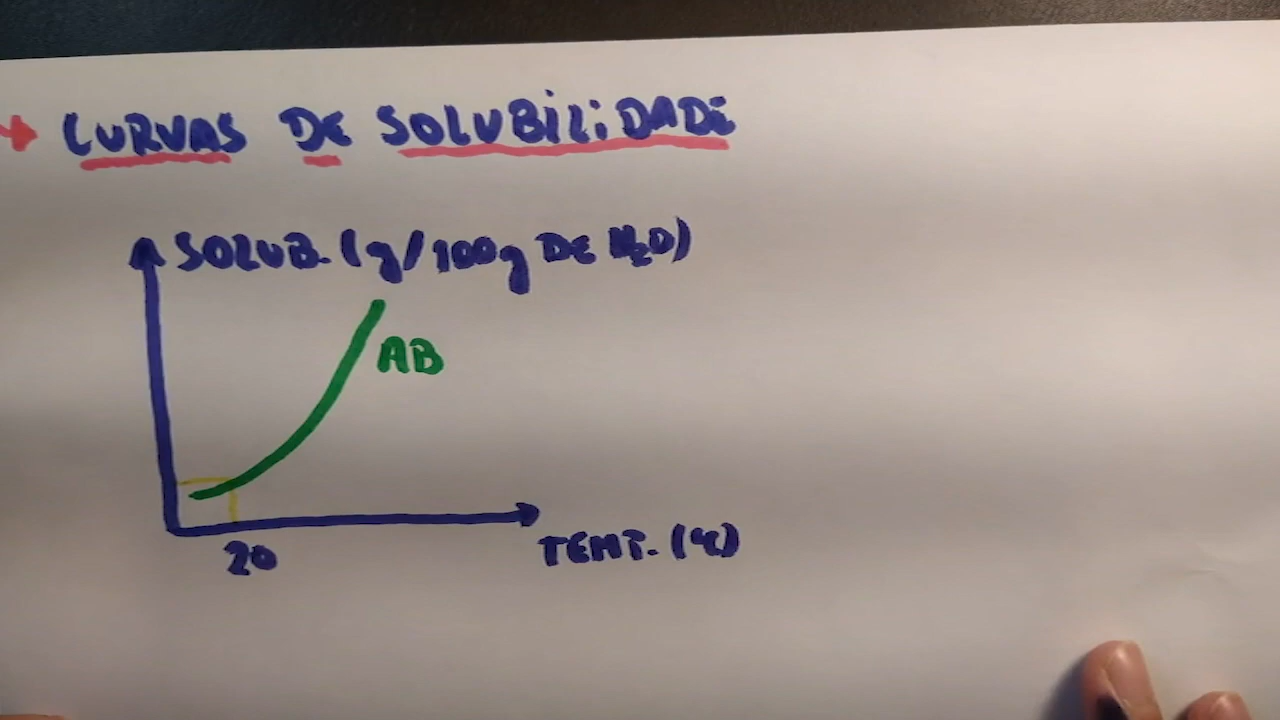 CURVAS DE SOLUBILIDADE
SOLUB. (g/100g DE H₂O)
AB
20
TEMP. (°C)